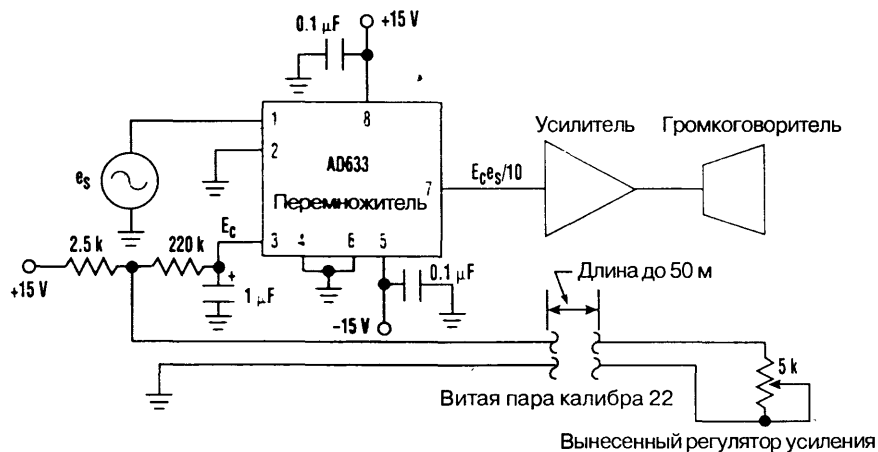 0.1 µF
+15 V
1
8
2
AD633
Перемножитель
7
3
4
6
5
e_s
E_c
E_c e_s/10
Усилитель
Громкоговоритель
2.5 k
220 k
+15 V
+
1 µF
0.1 µF
−15 V
Длина до 50 м
5 k
Витая пара калибра 22
Вынесенный регулятор усиления